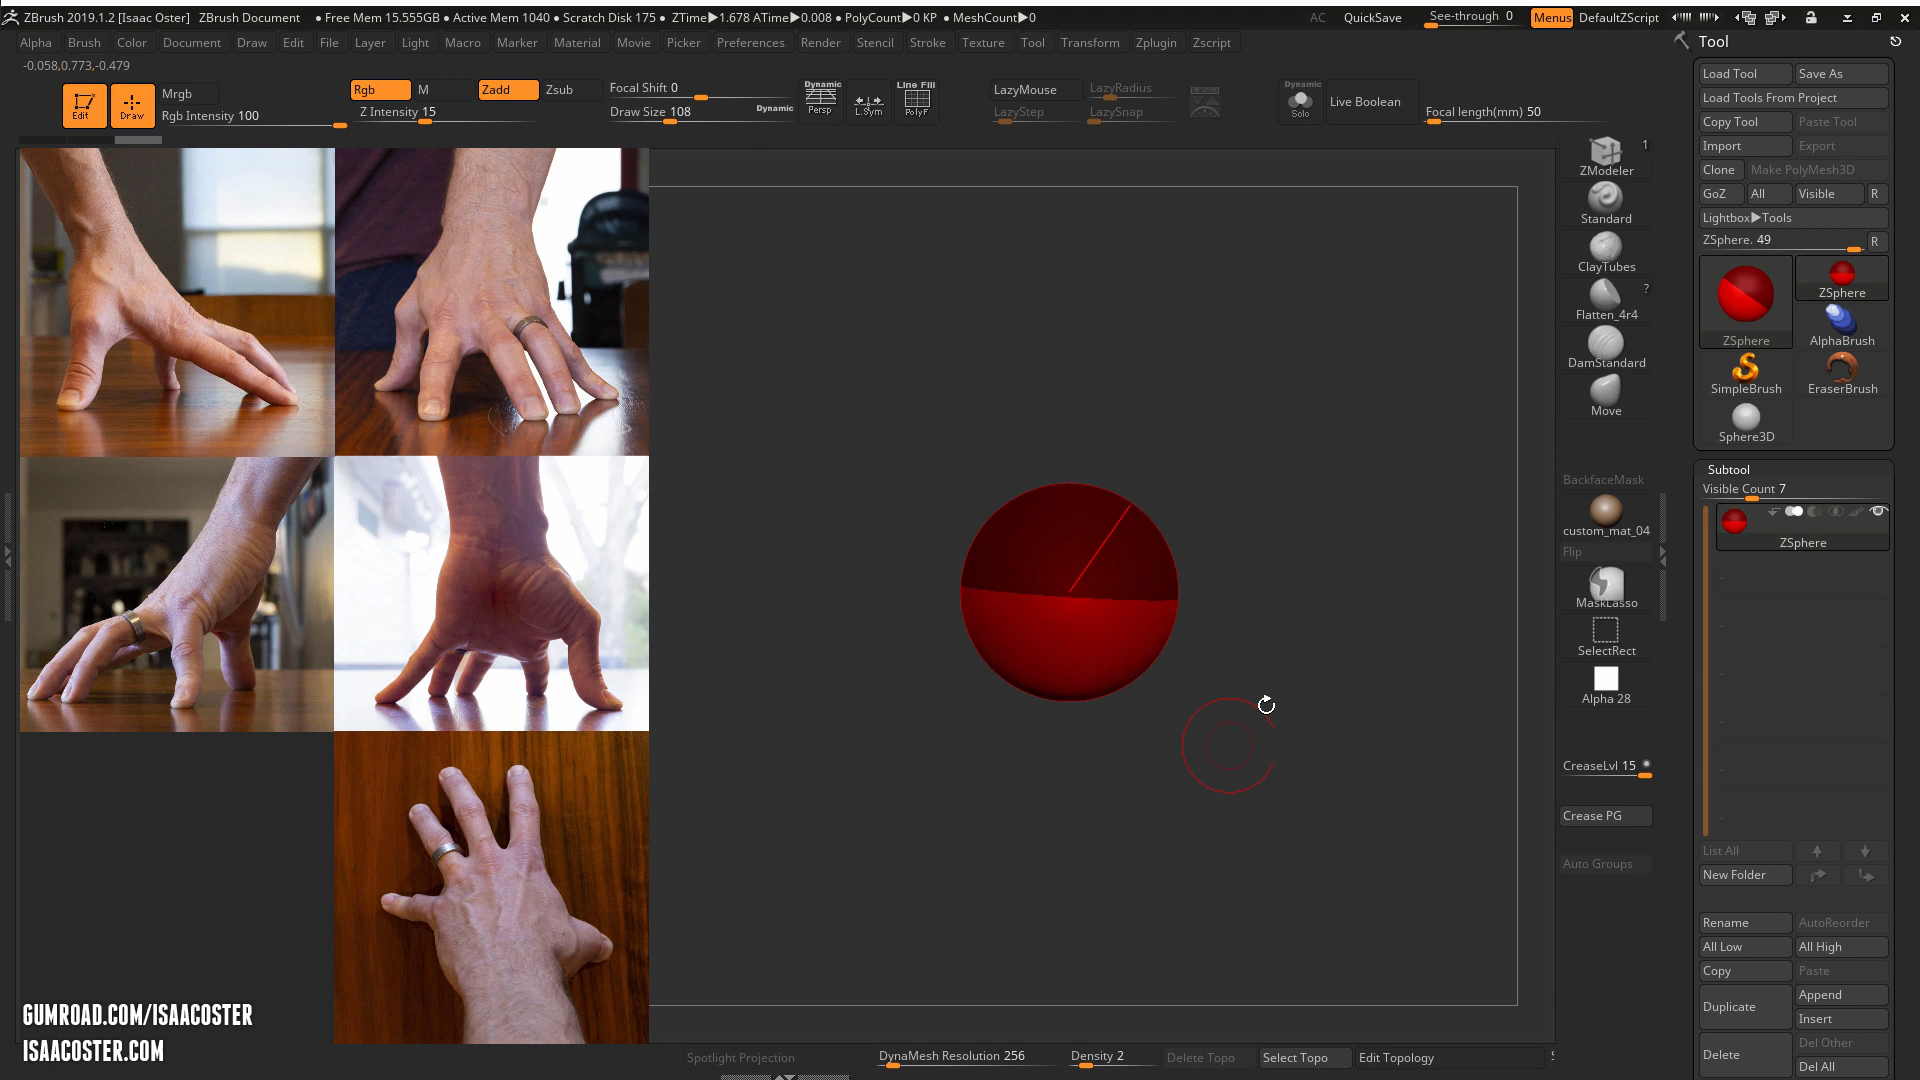 ZBrush 2019.1.2 [Isaac Oster] ZBrush Document • Free Mem 15.555GB • Active Mem 1040 • Scratch Disk 175 • ZTime▶1.678 ATime▶0.008 • PolyCount▶0 KP • MeshCount▶0 AC QuickSave See-through 0 Menus DefaultZScript
Alpha Brush Color Document Draw Edit File Layer Light Macro Marker Material Movie Picker Preferences Render Stencil Stroke Texture Tool Transform Zplugin Zscript
-0.058,0.773,-0.479
Edit
Draw
Mrgb
Rgb Intensity 100
Rgb M Zadd Zsub
Z Intensity 15
Focal Shift 0
Draw Size 108 Dynamic
Dynamic
Persp
L.Sym
Line Fill
PolyF
LazyMouse LazyRadius
LazyStep LazySnap
Dynamic
Solo
Live Boolean
Focal length(mm) 50
1
ZModeler
Standard
ClayTubes
?
Flatten_4r4
DamStandard
Move
BackfaceMask
custom_mat_04
Flip
MaskLasso
SelectRect
Alpha 28
CreaseLvl 15
Crease PG
Auto Groups
Tool
Load Tool Save As
Load Tools From Project
Copy Tool Paste Tool
Import Export
Clone Make PolyMesh3D
GoZ All Visible R
Lightbox▶Tools
ZSphere. 49 R
ZSphere
ZSphere
AlphaBrush
SimpleBrush EraserBrush
Sphere3D
Subtool
Visible Count 7
ZSphere
List All
New Folder
Rename AutoReorder
All Low All High
Copy Paste
Duplicate Append
Insert
Delete Del Other
Del All
GUMROAD.COM/ISAACOSTER
ISAACOSTER.COM
Spotlight Projection DynaMesh Resolution 256 Density 2 Delete Topo Select Topo Edit Topology